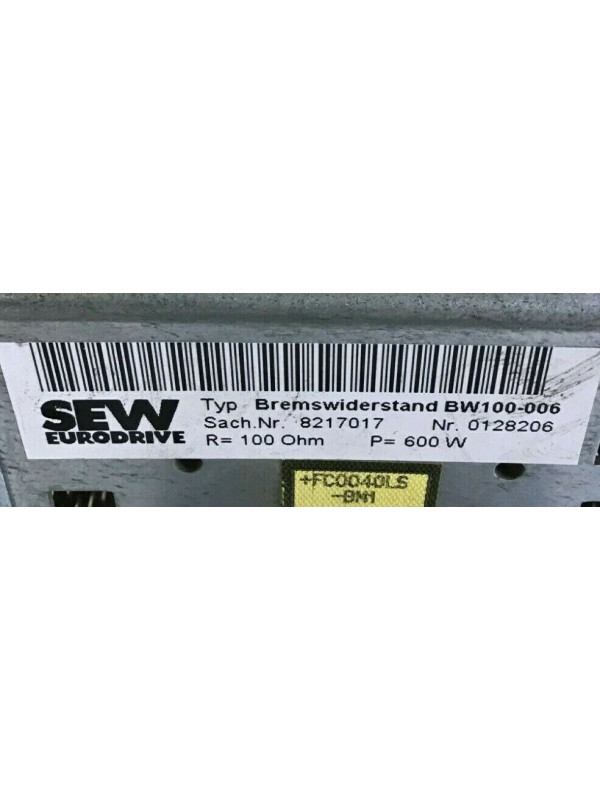 SEW
EURODRIVE
Typ Bremswiderstand BW100-006
Sach.Nr. 8217017 Nr. 0128206
R= 100 Ohm P= 600 W
+FC0040LS
-BM1